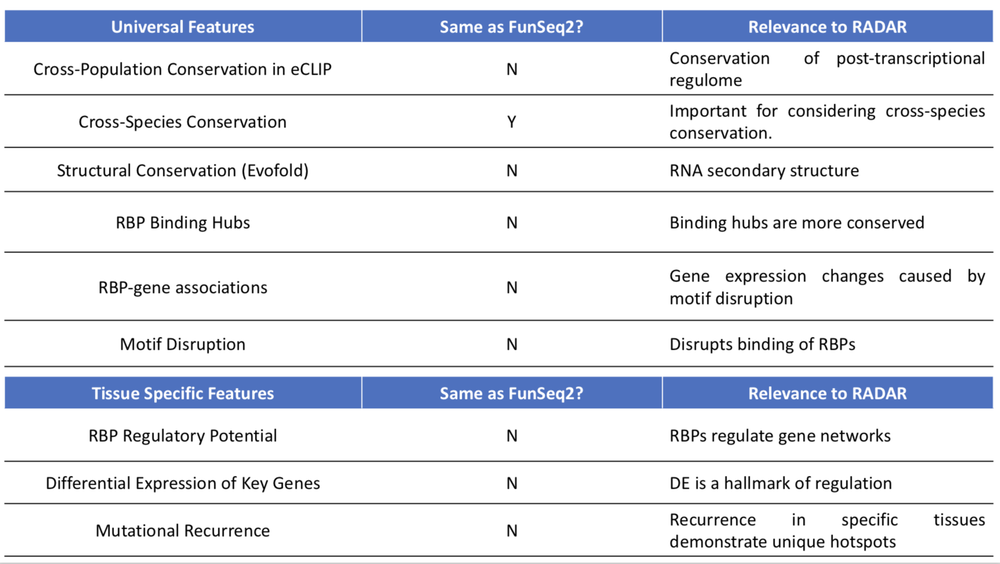 Universal Features Same as FunSeq2? Relevance to RADAR
Cross-Population Conservation in eCLIP N Conservation of post-transcriptional
regulome
Cross-Species Conservation Y Important for considering cross-species
conservation.
Structural Conservation (Evofold) N RNA secondary structure
RBP Binding Hubs N Binding hubs are more conserved
RBP-gene associations N Gene expression changes caused by
motif disruption
Motif Disruption N Disrupts binding of RBPs
Tissue Specific Features Same as FunSeq2? Relevance to RADAR
RBP Regulatory Potential N RBPs regulate gene networks
Differential Expression of Key Genes N DE is a hallmark of regulation
Mutational Recurrence N Recurrence in specific tissues
demonstrate unique hotspots